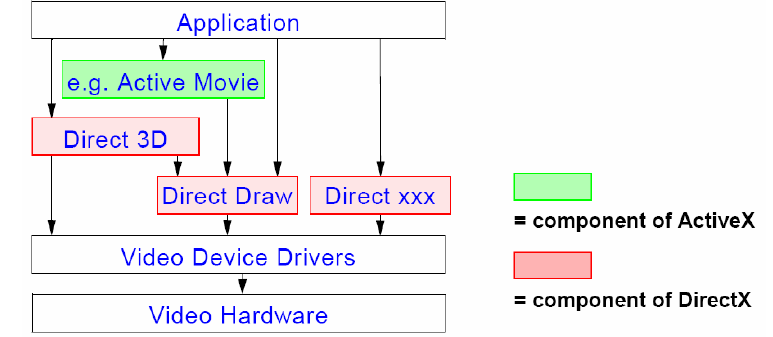 Application
e.g. Active Movie
Direct 3D
Direct Draw
Direct xxx
Video Device Drivers
Video Hardware
= component of ActiveX
= component of DirectX